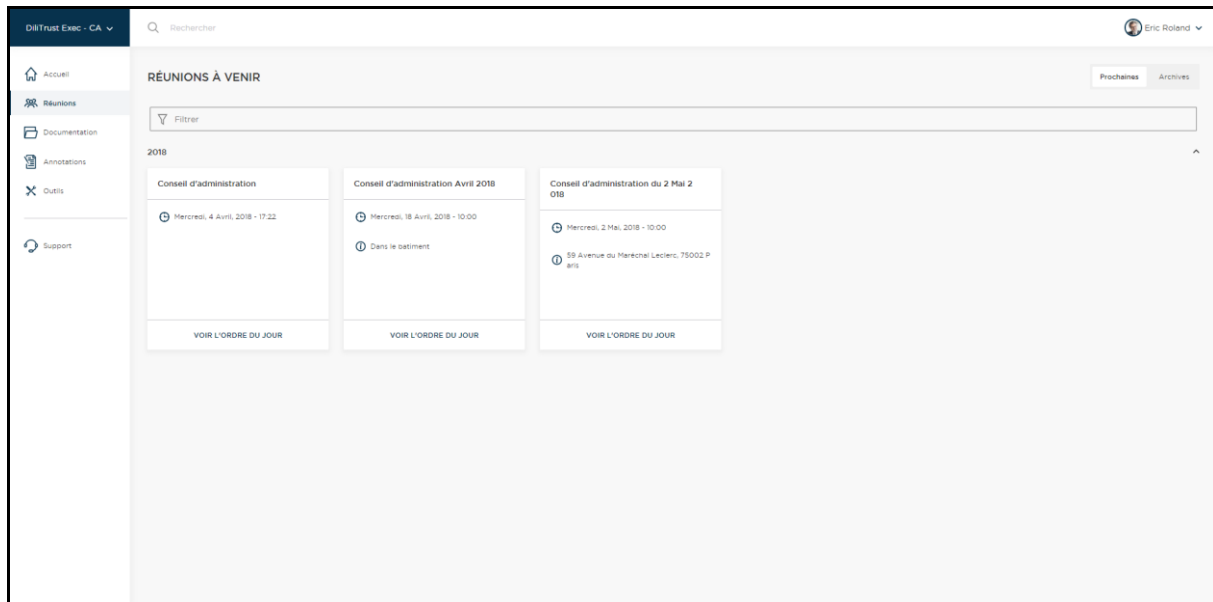 DiliTrust Exec - CA
Rechercher
Eric Roland
Accueil
Réunions
Documentation
Annotations
Outils
Support
RÉUNIONS À VENIR
Prochaines
Archives
Filtrer
2018
Conseil d'administration
Mercredi, 4 Avril, 2018 - 17:22
VOIR L'ORDRE DU JOUR
Conseil d'administration Avril 2018
Mercredi, 18 Avril, 2018 - 10:00
Dans le batiment
VOIR L'ORDRE DU JOUR
Conseil d'administration du 2 Mai 2
018
Mercredi, 2 Mai, 2018 - 10:00
59 Avenue du Maréchal Leclerc, 75002 P
aris
VOIR L'ORDRE DU JOUR